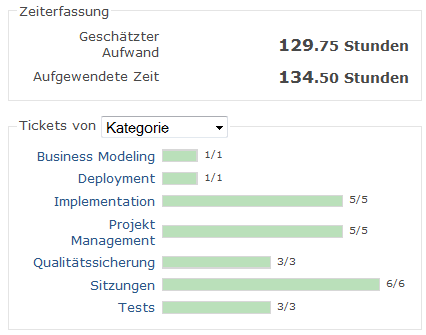 Zeiterfassung
Geschätzter
Aufwand
129.75 Stunden
Aufgewendete Zeit
134.50 Stunden
Tickets von Kategorie
Business Modeling 1/1
Deployment 1/1
Implementation 5/5
Projekt
Management 5/5
Qualitätssicherung 3/3
Sitzungen 6/6
Tests 3/3